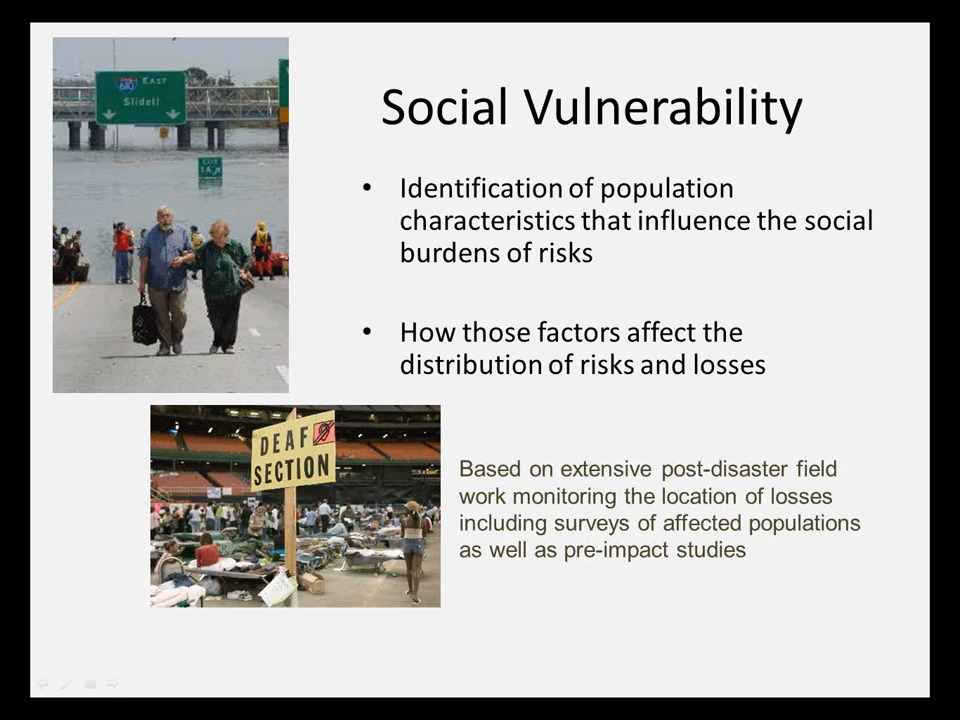 EAST
610
Slidell
EXIT
1A
Social Vulnerability
• Identification of population
characteristics that influence the social
burdens of risks
• How those factors affect the
distribution of risks and losses
DEAF
SECTION
Based on extensive post-disaster field
work monitoring the location of losses
including surveys of affected populations
as well as pre-impact studies